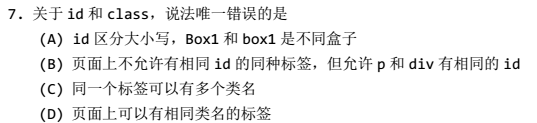 7. 关于 id 和 class，说法唯一错误的是
(A) id 区分大小写，Box1 和 box1 是不同盒子
(B) 页面上不允许有相同 id 的同种标签，但允许 p 和 div 有相同的 id
(C) 同一个标签可以有多个类名
(D) 页面上可以有相同类名的标签